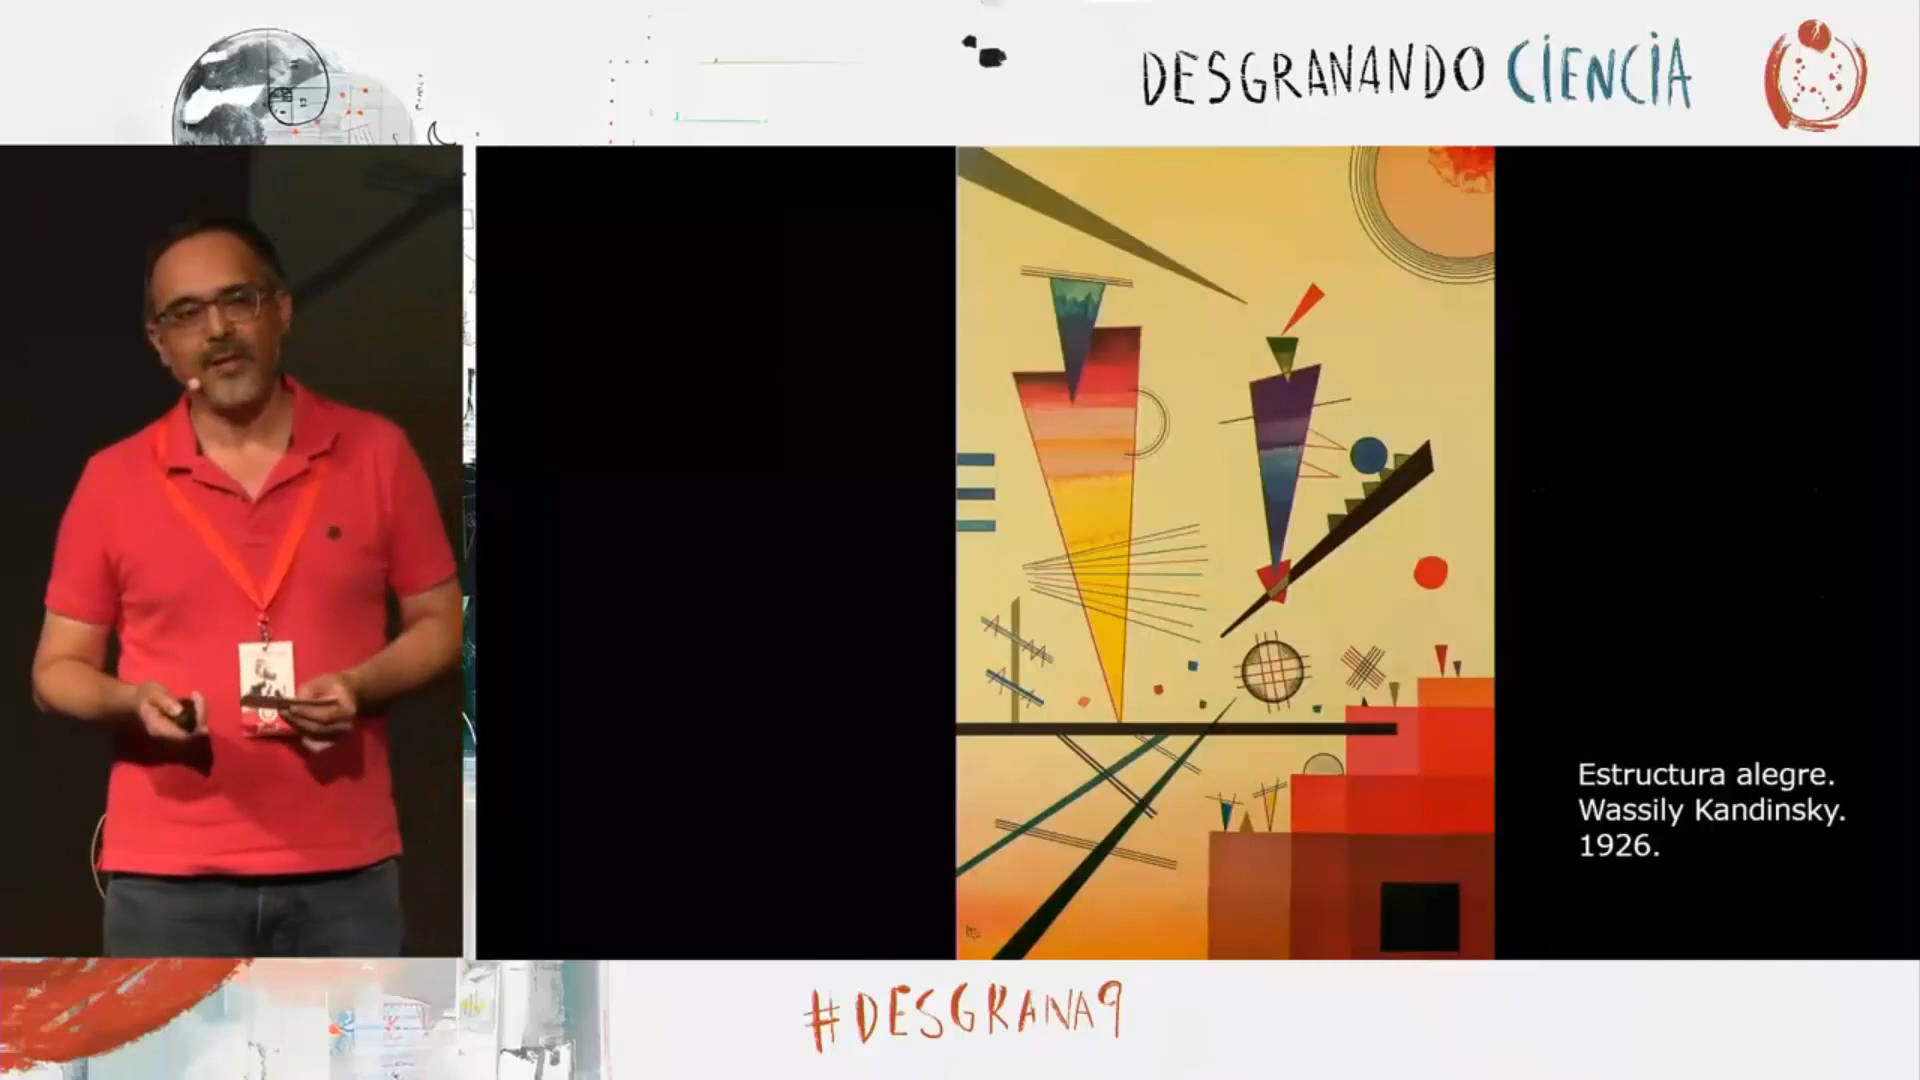 DESGRANANDO CIENCIA
Estructura alegre.
Wassily Kandinsky.
1926.
#DESGRANA9